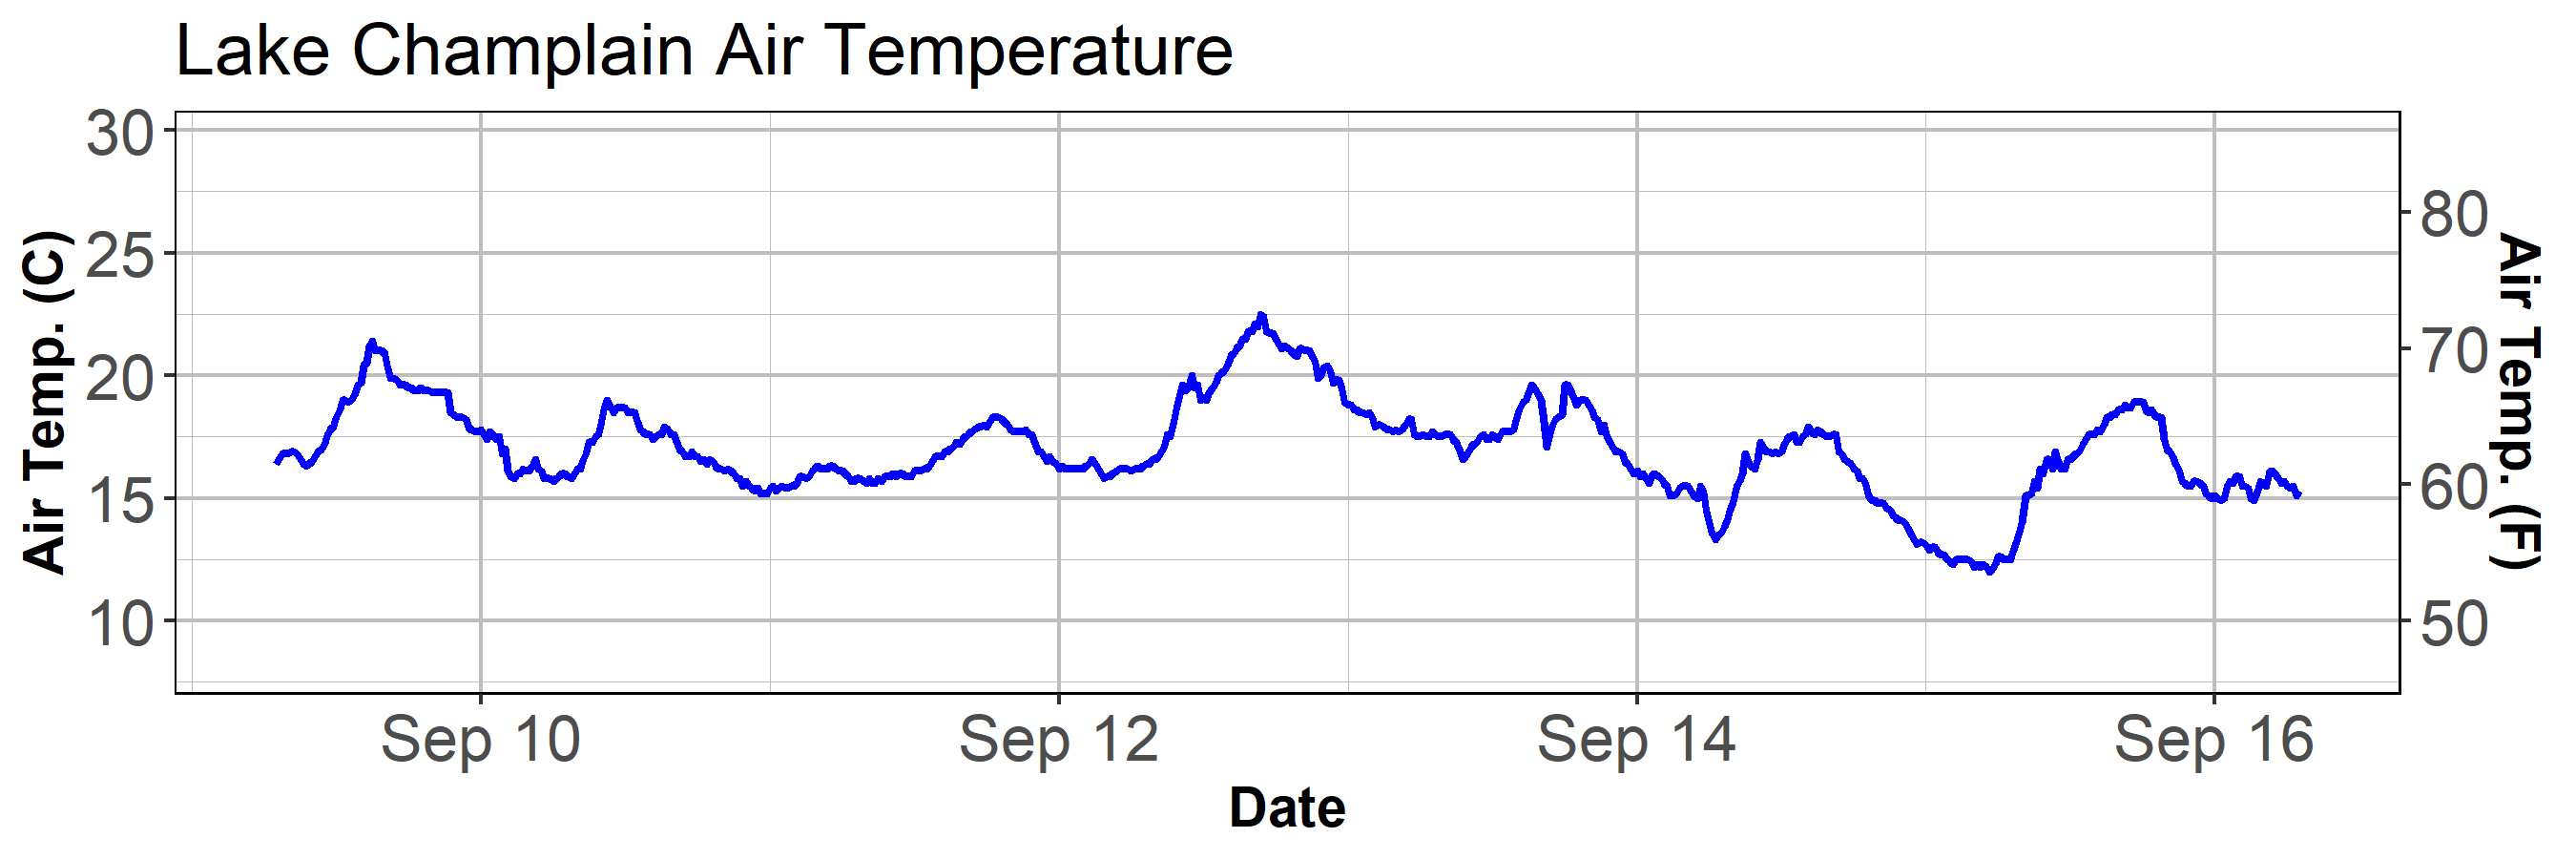 Lake Champlain Air Temperature
Air Temp. (C)
30
25
20
15
10
80
70
60
50
Air Temp. (F)
Sep 10
Sep 12
Sep 14
Sep 16
Date